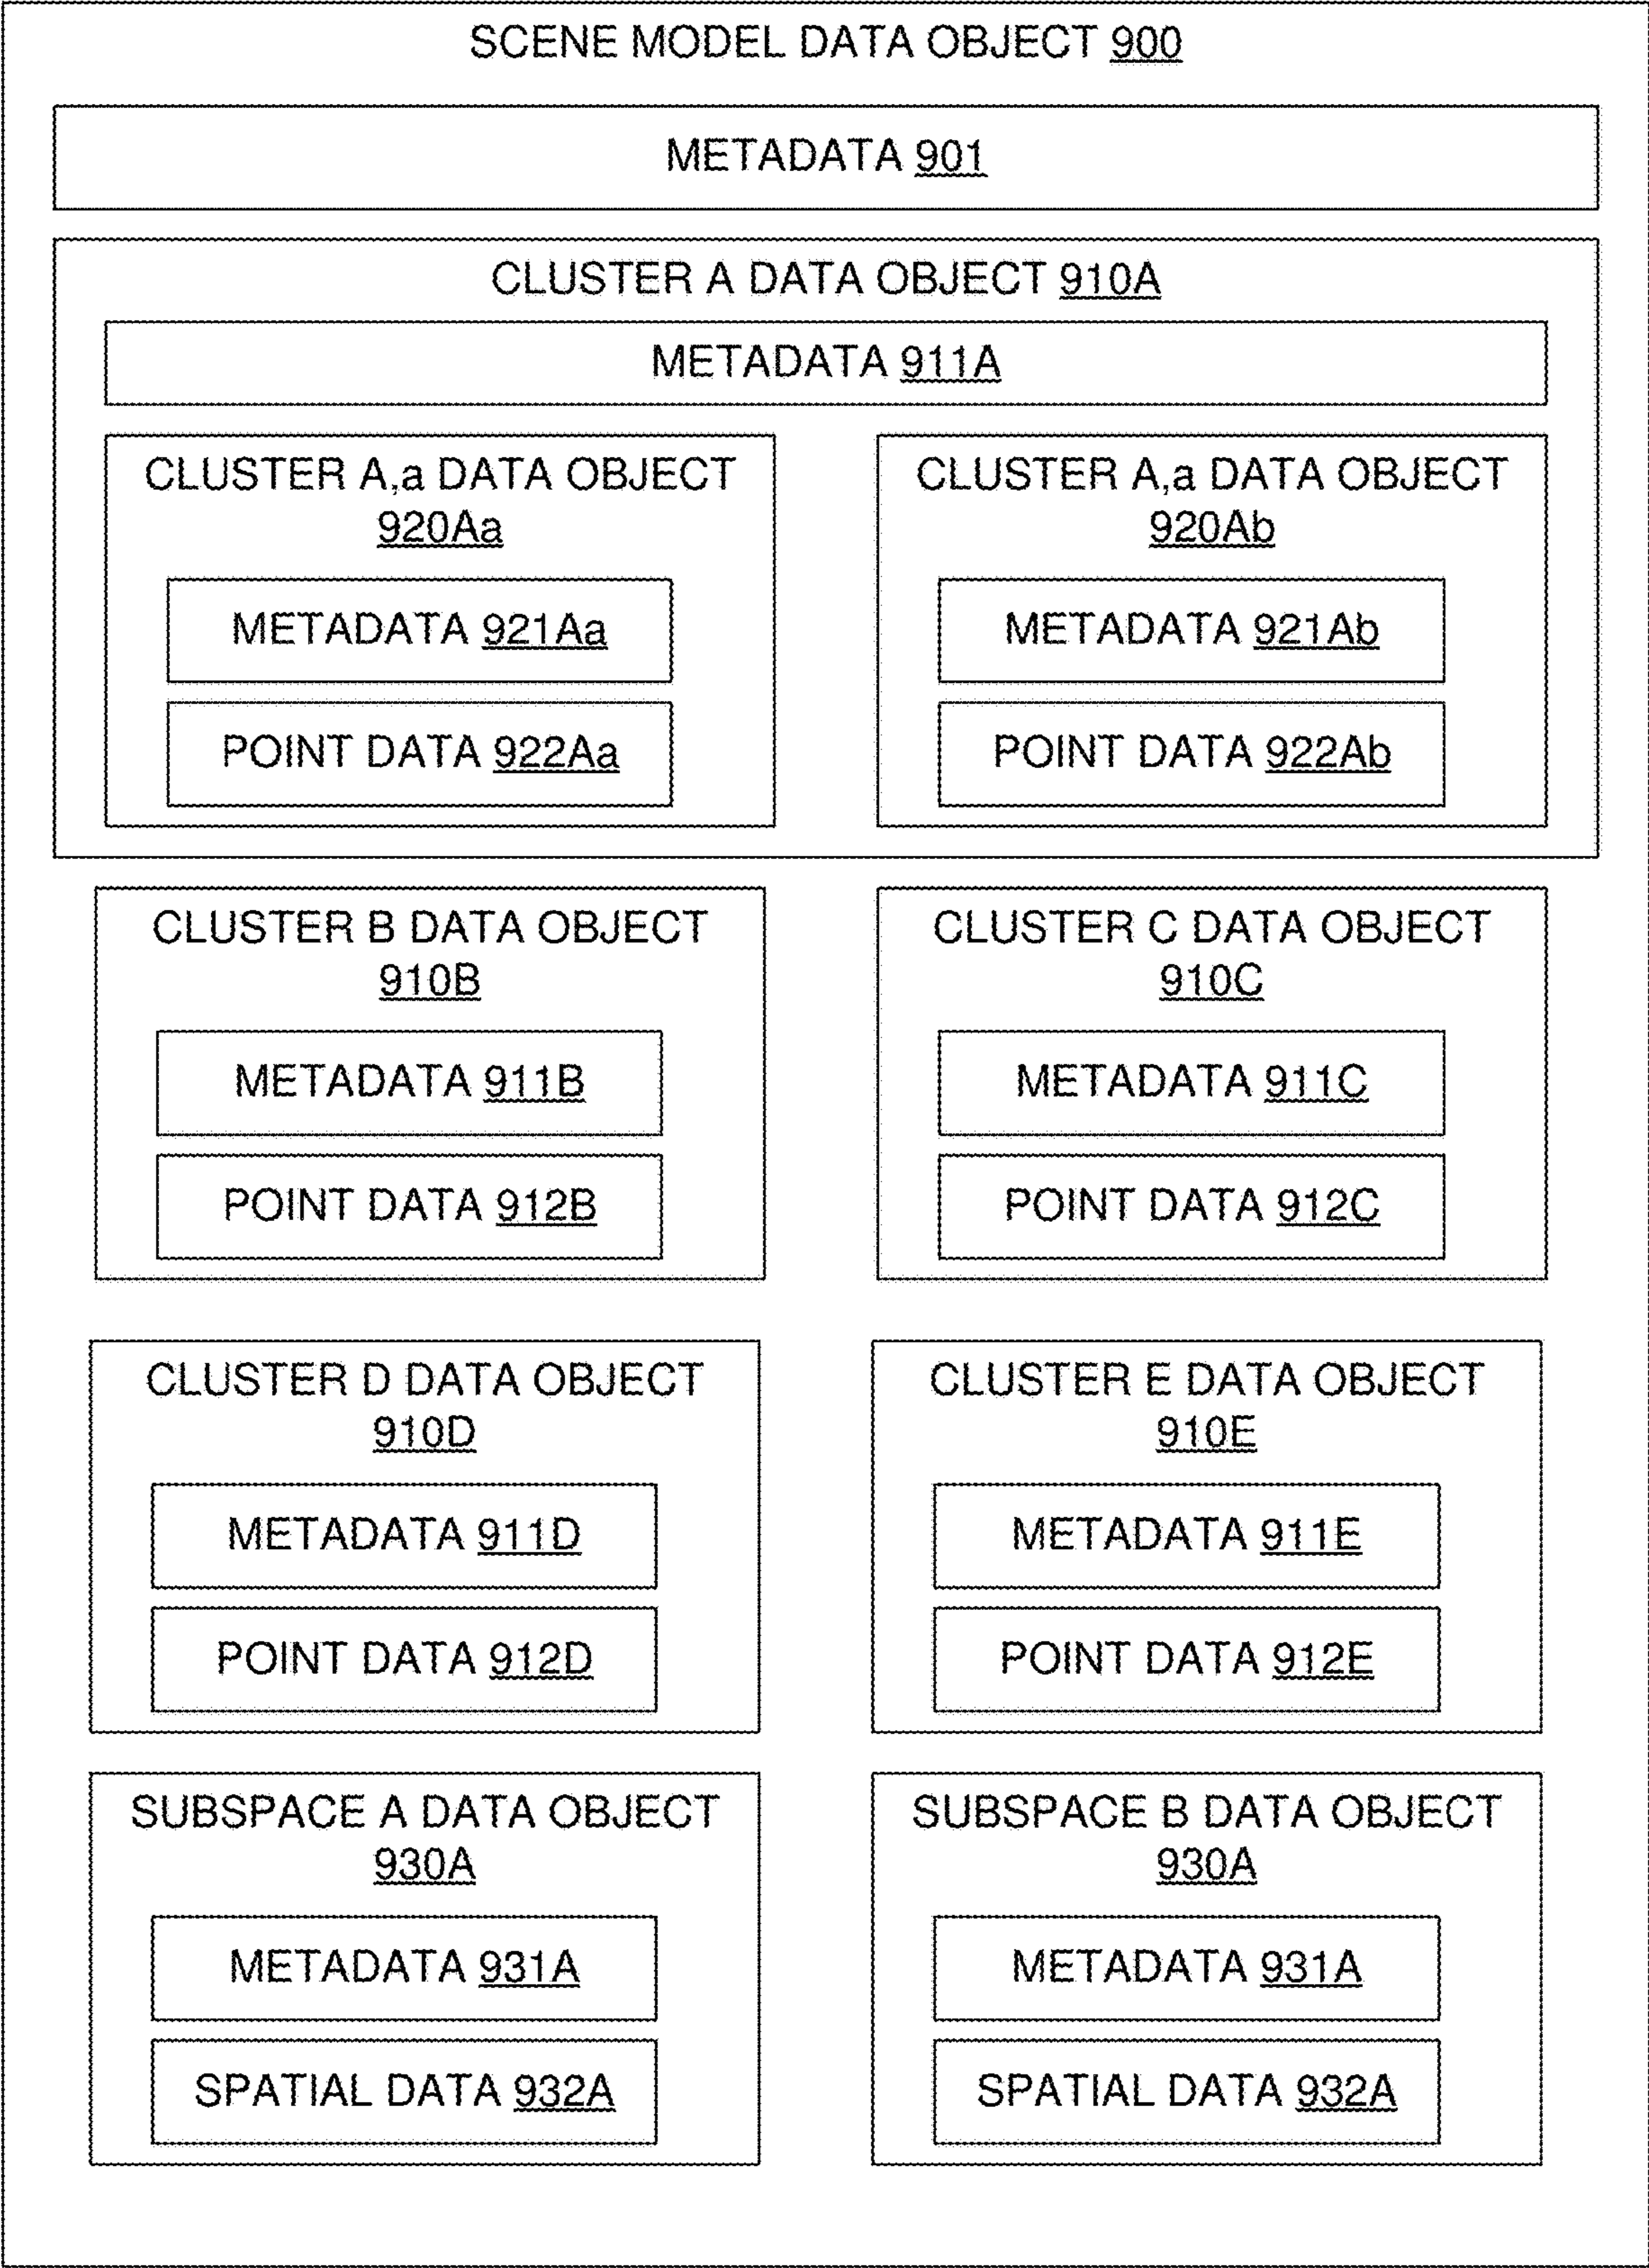 SCENE MODEL DATA OBJECT 900
METADATA 901
CLUSTER A DATA OBJECT 910A
METADATA 911A
CLUSTER A,a DATA OBJECT
920Aa
METADATA 921Aa
POINT DATA 922Aa
CLUSTER A,a DATA OBJECT
920Ab
METADATA 921Ab
POINT DATA 922Ab
CLUSTER B DATA OBJECT
910B
METADATA 911B
POINT DATA 912B
CLUSTER C DATA OBJECT
910C
METADATA 911C
POINT DATA 912C
CLUSTER D DATA OBJECT
910D
METADATA 911D
POINT DATA 912D
CLUSTER E DATA OBJECT
910E
METADATA 911E
POINT DATA 912E
SUBSPACE A DATA OBJECT
930A
METADATA 931A
SPATIAL DATA 932A
SUBSPACE B DATA OBJECT
930A
METADATA 931A
SPATIAL DATA 932A